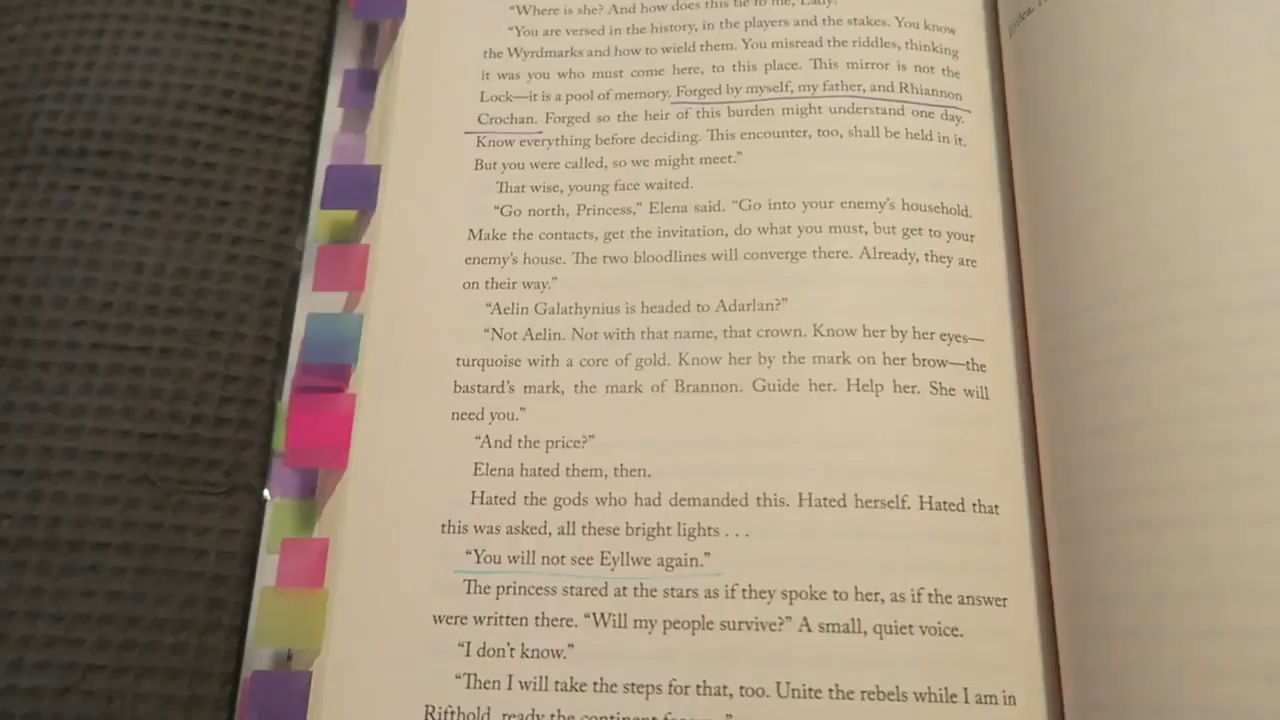 "Where is she? And how does this tie to me, Lady?"
"You are versed in the history, in the players and the stakes. You know
the Wyrdmarks and how to wield them. You misread the riddles, thinking
it was you who must come here, to this place. This mirror is not the
Lock—it is a pool of memory. Forged by myself, my father, and Rhiannon
Crochan. Forged so the heir of this burden might understand one day.
Know everything before deciding. This encounter, too, shall be held in it.
But you were called, so we might meet."
That wise, young face waited.
"Go north, Princess," Elena said. "Go into your enemy's household.
Make the contacts, get the invitation, do what you must, but get to your
enemy's house. The two bloodlines will converge there. Already, they are
on their way."
"Aelin Galathynius is headed to Adarlan?"
"Not Aelin. Not with that name, that crown. Know her by her eyes—
turquoise with a core of gold. Know her by the mark on her brow—the
bastard's mark, the mark of Brannon. Guide her. Help her. She will
need you."
"And the price?"
Elena hated them, then.
Hated the gods who had demanded this. Hated herself. Hated that
this was asked, all these bright lights . . .
"You will not see Eyllwe again."
The princess stared at the stars as if they spoke to her, as if the answer
were written there. "Will my people survive?" A small, quiet voice.
"I don't know."
"Then I will take the steps for that, too. Unite the rebels while I am in
Rifthold, ready the continent